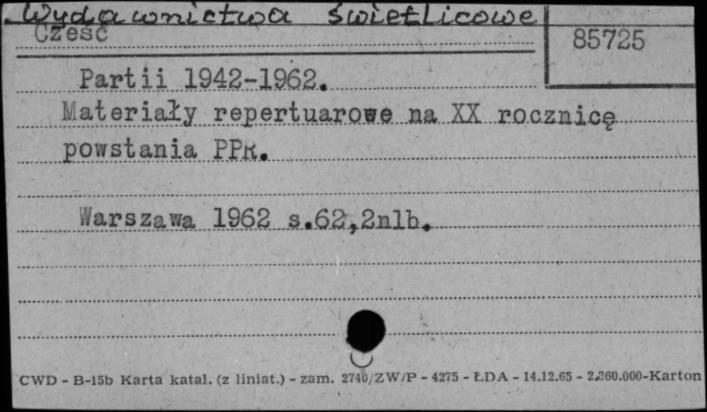 Wydawnictwa świetlicowe
Cześć
85725
Partii 1942-1962.
Materiały repertuarowe na XX rocznicę
powstania PPR.
Warszawa 1962 s.62,2nlb.
CWD - B-15b Karta katal. (z liniat.) - zam. 2740/ZW/P - 4275 - ŁDA - 14.12.65 - 2.260.000-Karton